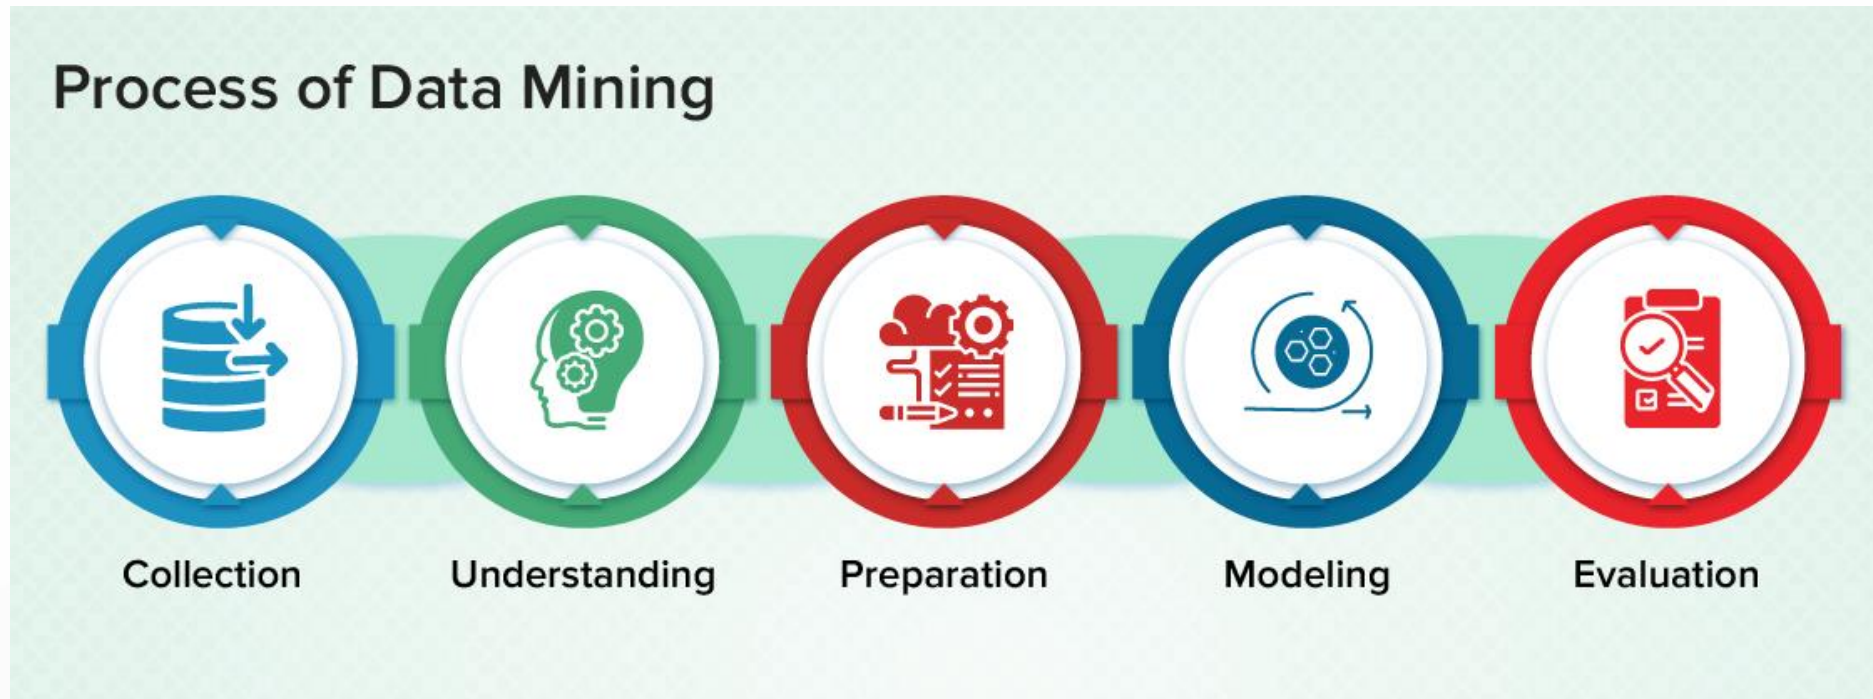 Process of Data Mining
Collection
Understanding
Preparation
Modeling
Evaluation